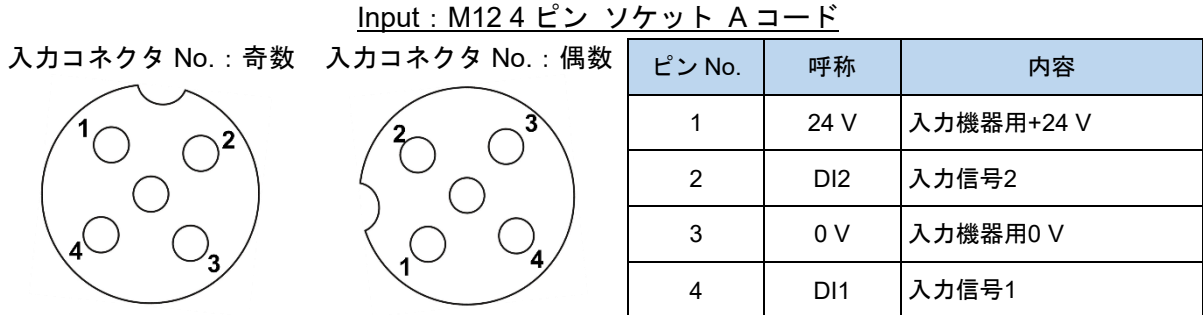 Input：M12 4 ピン ソケット A コード
入力コネクタ No.：奇数
1
2
4
3
入力コネクタ No.：偶数
2
3
1
4
ピン No. 呼称 内容
1 24 V 入力機器用+24 V
2 DI2 入力信号2
3 0 V 入力機器用0 V
4 DI1 入力信号1